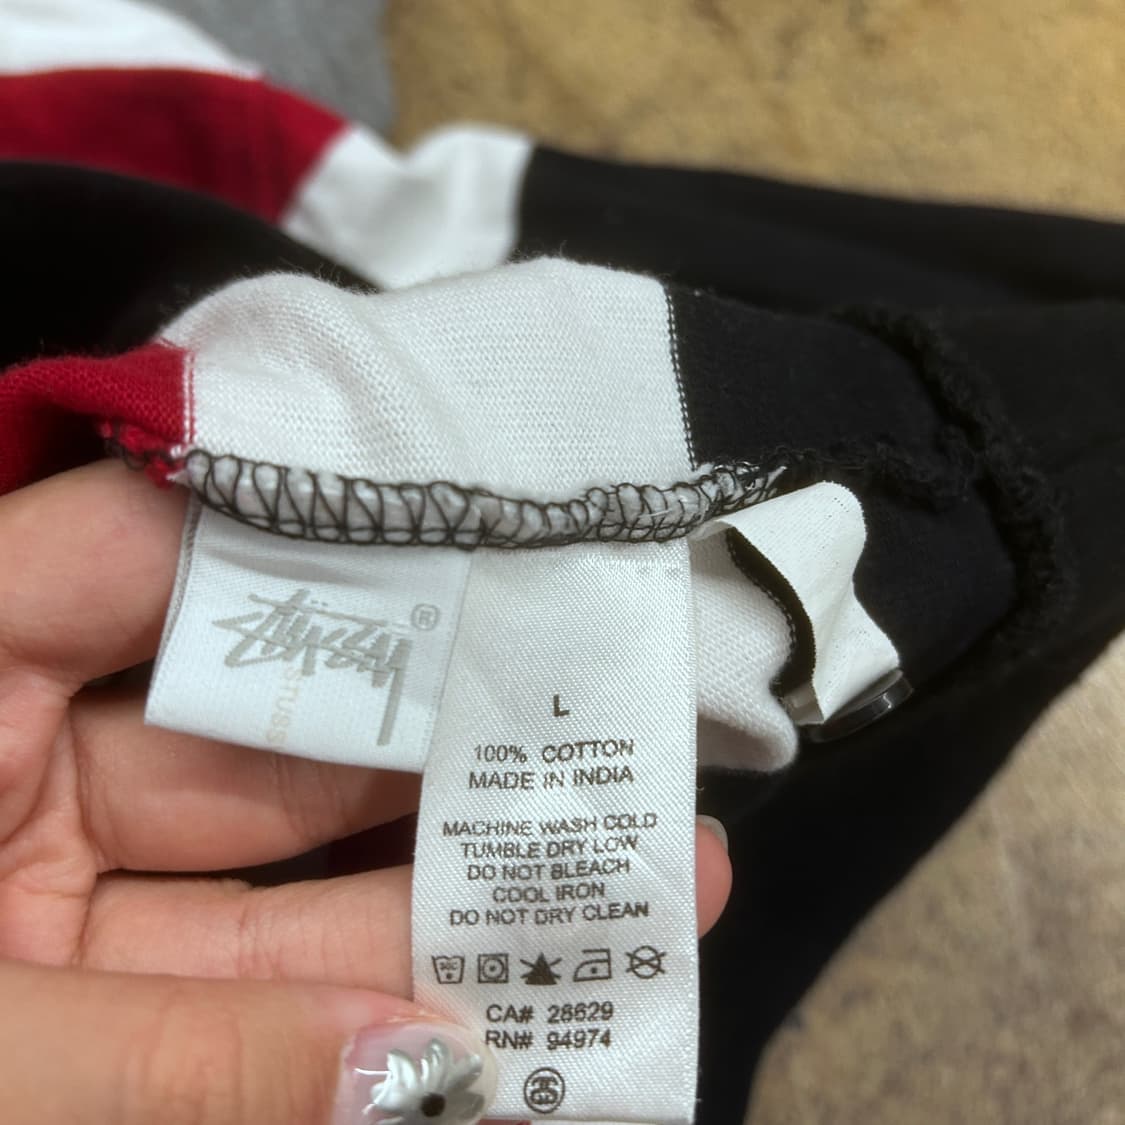 Stüssy
®
STUSS
L
100% COTTON
MADE IN INDIA
MACHINE WASH COLD
TUMBLE DRY LOW
DO NOT BLEACH
COOL IRON
DO NOT DRY CLEAN
CA# 28629
RN# 94974